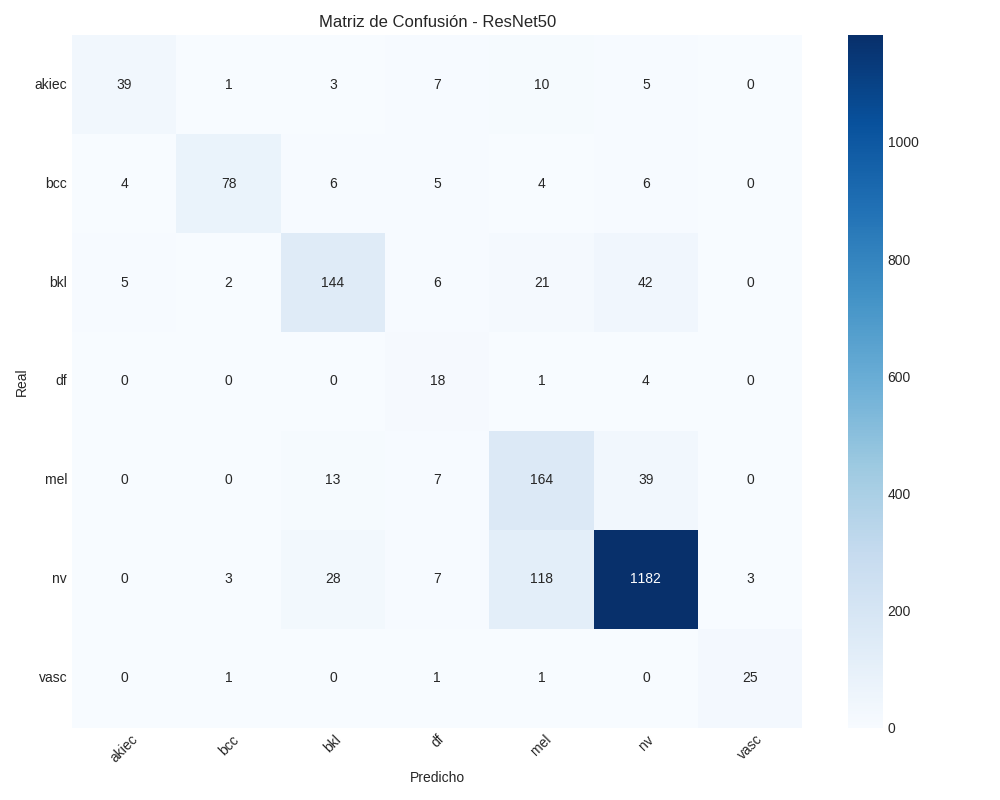 Matriz de Confusión - ResNet50
akiec 39 1 3 7 10 5 0
bcc 4 78 6 5 4 6 0
bkl 5 2 144 6 21 42 0
df 0 0 0 18 1 4 0
mel 0 0 13 7 164 39 0
nv 0 3 28 7 118 1182 3
vasc 0 1 0 1 1 0 25
akiec bcc bkl df mel nv vasc
Predicho
Real
1000
800
600
400
200
0